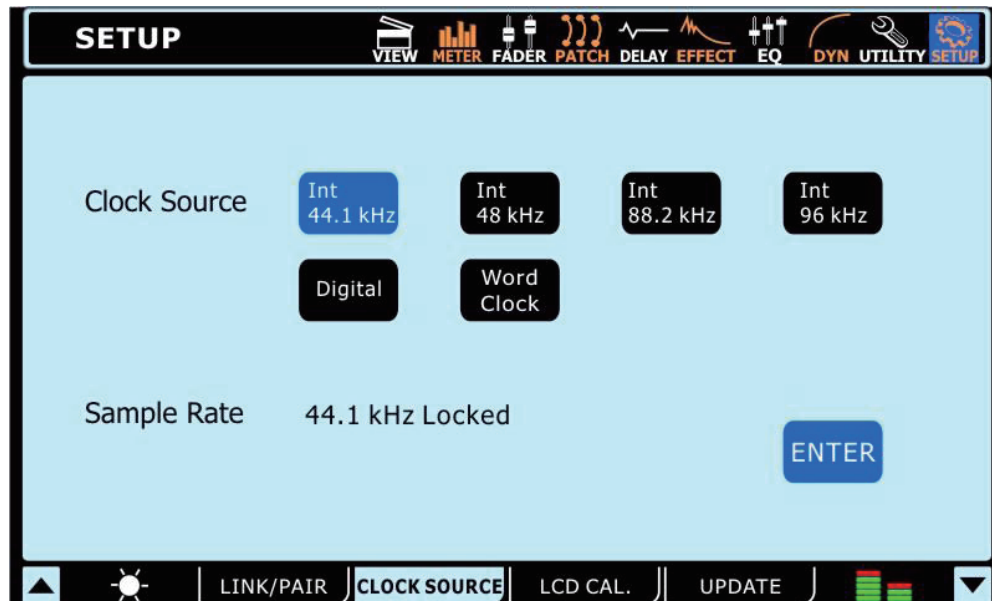 SETUP
VIEW METER FADER PATCH DELAY EFFECT EQ DYN UTILITY SETUP
Clock Source
Int
44.1 kHz
Int
48 kHz
Int
88.2 kHz
Int
96 kHz
Digital
Word
Clock
Sample Rate
44.1 kHz Locked
ENTER
LINK/PAIR
CLOCK SOURCE
LCD CAL.
UPDATE